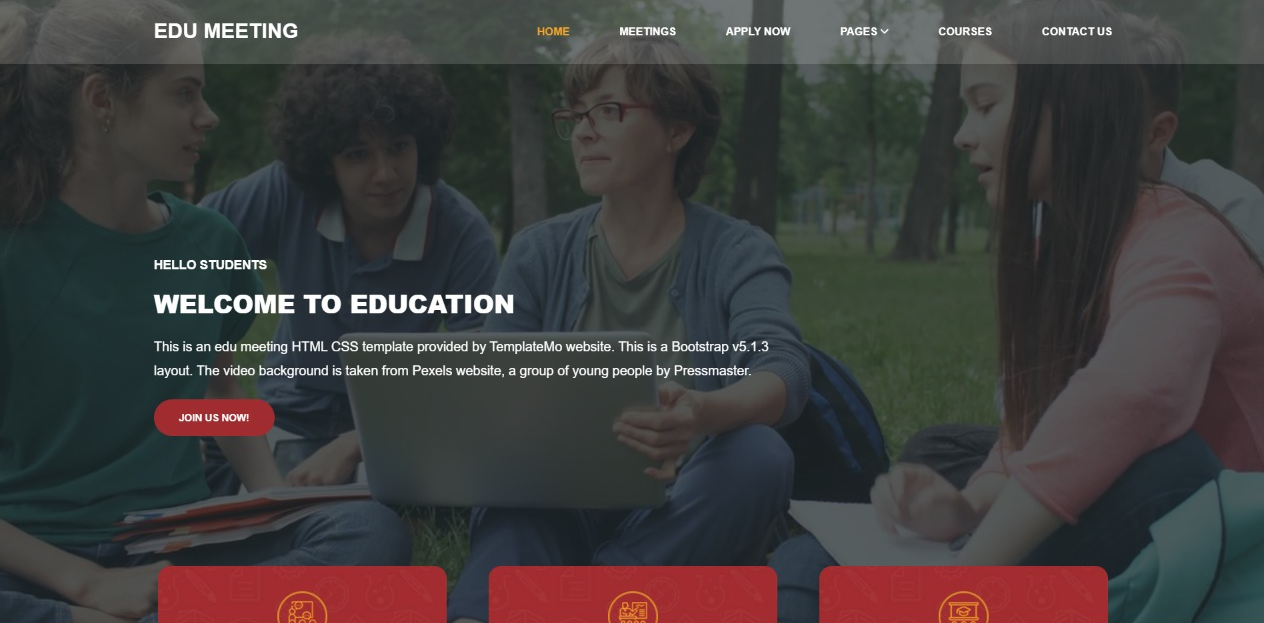 EDU MEETING
HOME MEETINGS APPLY NOW PAGES COURSES CONTACT US
HELLO STUDENTS
WELCOME TO EDUCATION
This is an edu meeting HTML CSS template provided by TemplateMo website. This is a Bootstrap v5.1.3
layout. The video background is taken from Pexels website, a group of young people by Pressmaster.
JOIN US NOW!